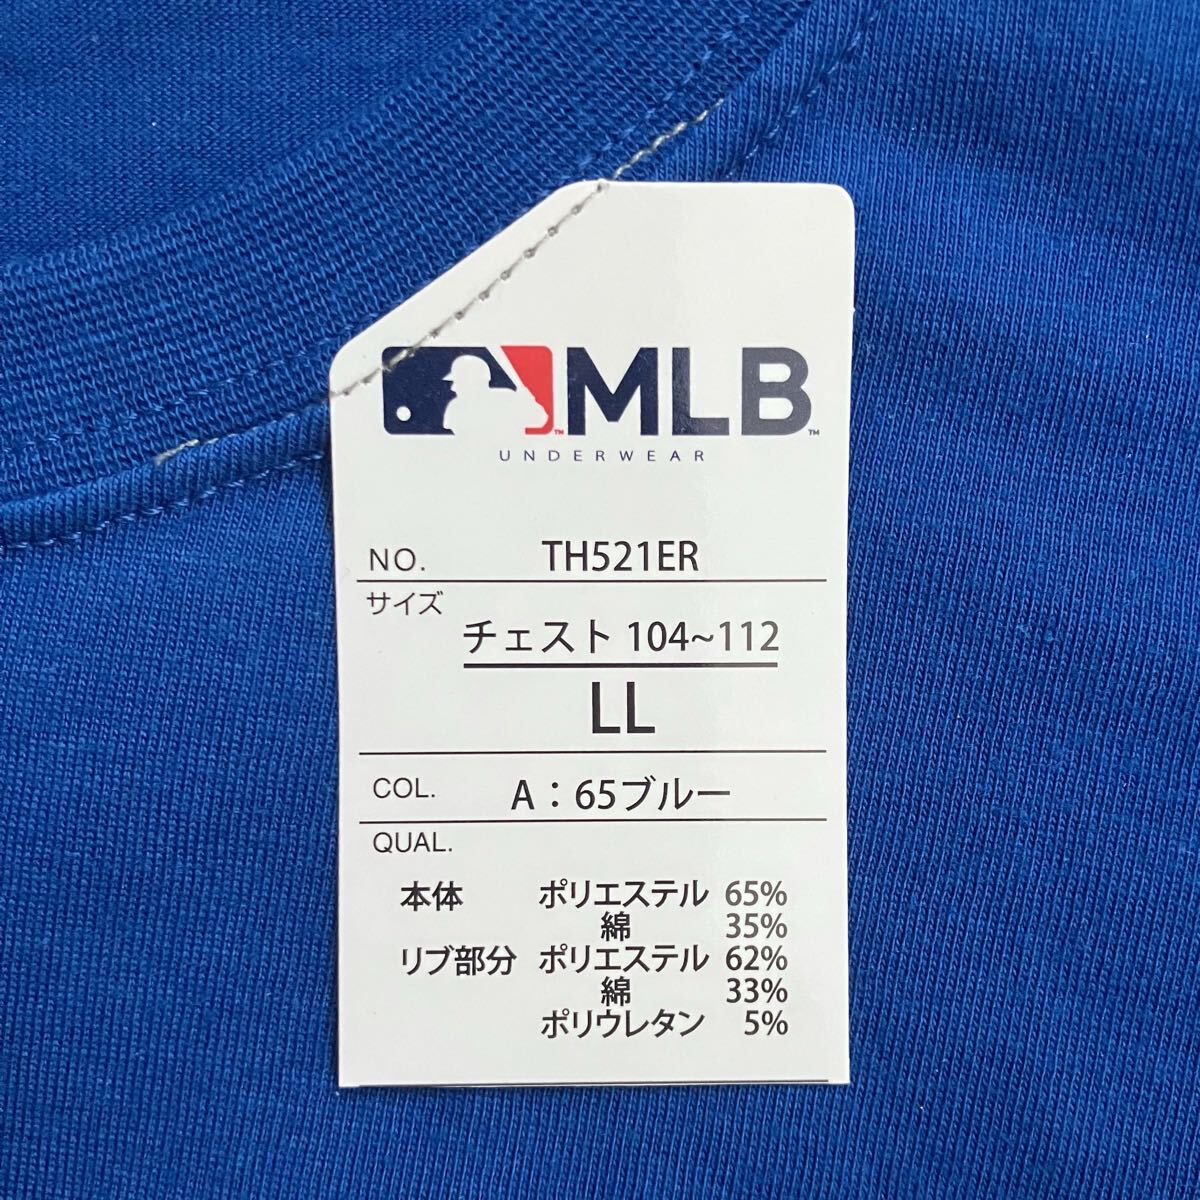 MLB
UNDERWEAR
NO. TH521ER
サイズ
チェスト 104~112
LL
COL. A：65ブルー
QUAL.
本体 ポリエステル 65%
綿 35%
リブ部分 ポリエステル 62%
綿 33%
ポリウレタン 5%